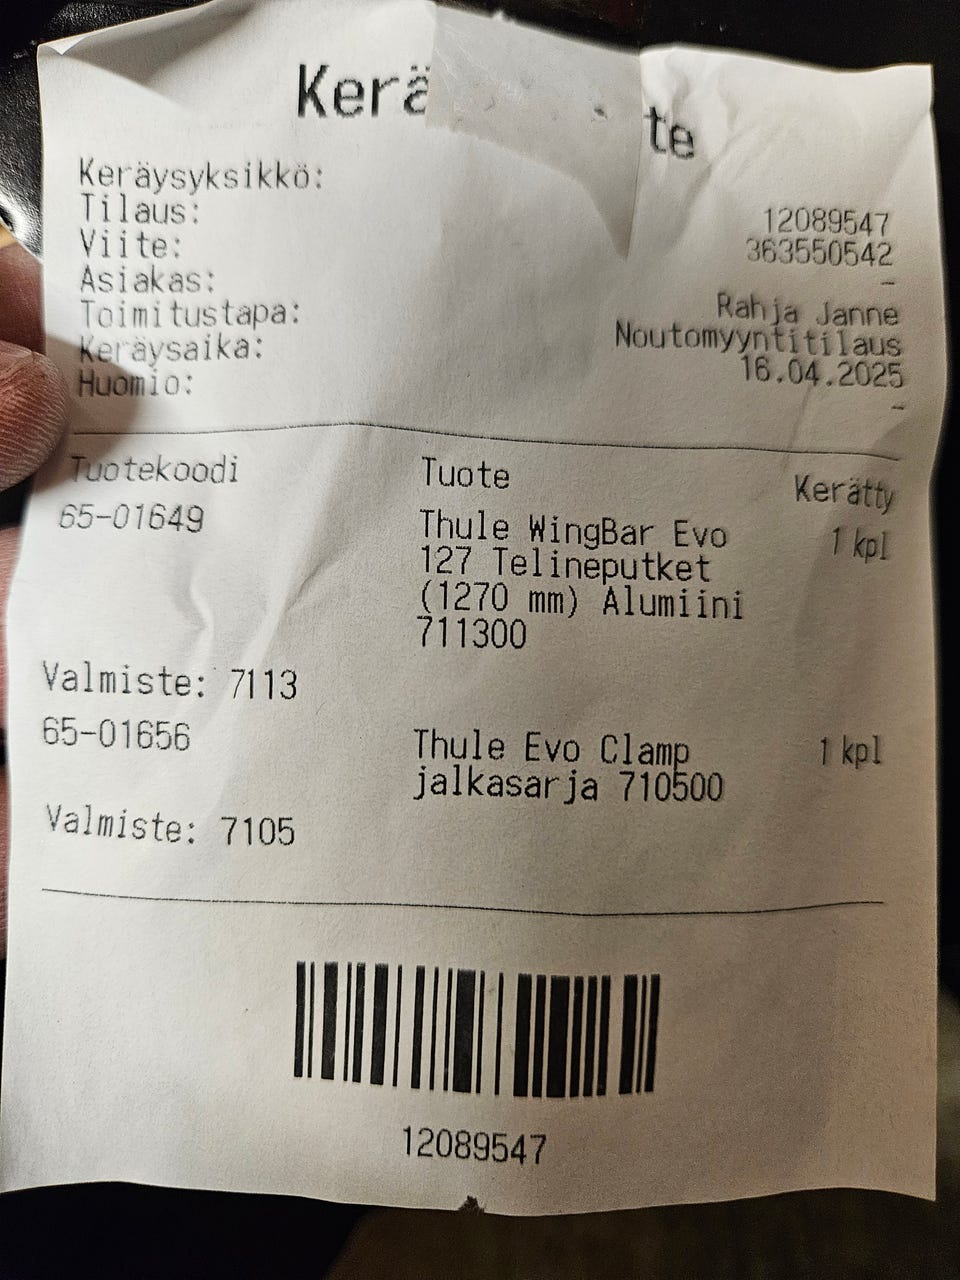 Kerä te
Keräysyksikkö: 12089547
Tilaus: 363550542
Viite: -
Asiakas: Rahja Janne
Toimitustapa: Noutomyyntitilaus
Keräysaika: 16.04.2025
Huomio: -
Tuotekoodi Tuote Kerätty
65-01649 Thule WingBar Evo 1 kpl
127 Telineputket
(1270 mm) Alumiini
711300
Valmiste: 7113
65-01656 Thule Evo Clamp 1 kpl
jalkasarja 710500
Valmiste: 7105
12089547